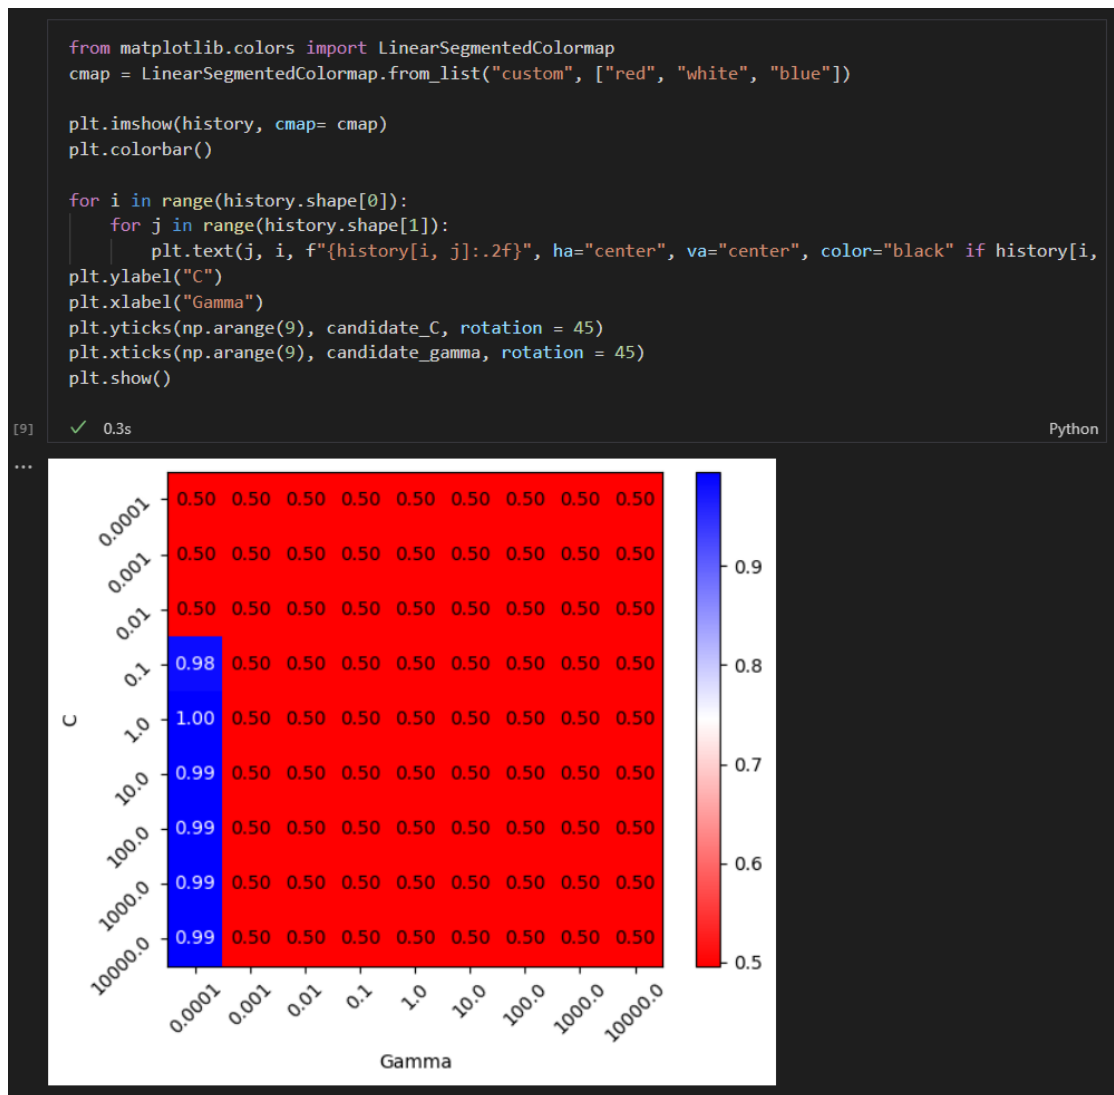 from matplotlib.colors import LinearSegmentedColormap
cmap = LinearSegmentedColormap.from_list("custom", ["red", "white", "blue"])
plt.imshow(history, cmap= cmap)
plt.colorbar()
for i in range(history.shape[0]):
    for j in range(history.shape[1]):
        plt.text(j, i, f"{history[i, j]:.2f}", ha="center", va="center", color="black" if history[i,
plt.ylabel("C")
plt.xlabel("Gamma")
plt.yticks(np.arange(9), candidate_C, rotation = 45)
plt.xticks(np.arange(9), candidate_gamma, rotation = 45)
plt.show()
[9] ✓ 0.3s Python
...
0.0001 0.50 0.50 0.50 0.50 0.50 0.50 0.50 0.50 0.50
0.001 0.50 0.50 0.50 0.50 0.50 0.50 0.50 0.50 0.50
0.01 0.50 0.50 0.50 0.50 0.50 0.50 0.50 0.50 0.50
0.1 0.98 0.50 0.50 0.50 0.50 0.50 0.50 0.50 0.50
1.0 1.00 0.50 0.50 0.50 0.50 0.50 0.50 0.50 0.50
10.0 0.99 0.50 0.50 0.50 0.50 0.50 0.50 0.50 0.50
100.0 0.99 0.50 0.50 0.50 0.50 0.50 0.50 0.50 0.50
1000.0 0.99 0.50 0.50 0.50 0.50 0.50 0.50 0.50 0.50
10000.0 0.99 0.50 0.50 0.50 0.50 0.50 0.50 0.50 0.50
C
0.0001 0.001 0.01 0.1 1.0 10.0 100.0 1000.0 10000.0
Gamma
0.9
0.8
0.7
0.6
0.5